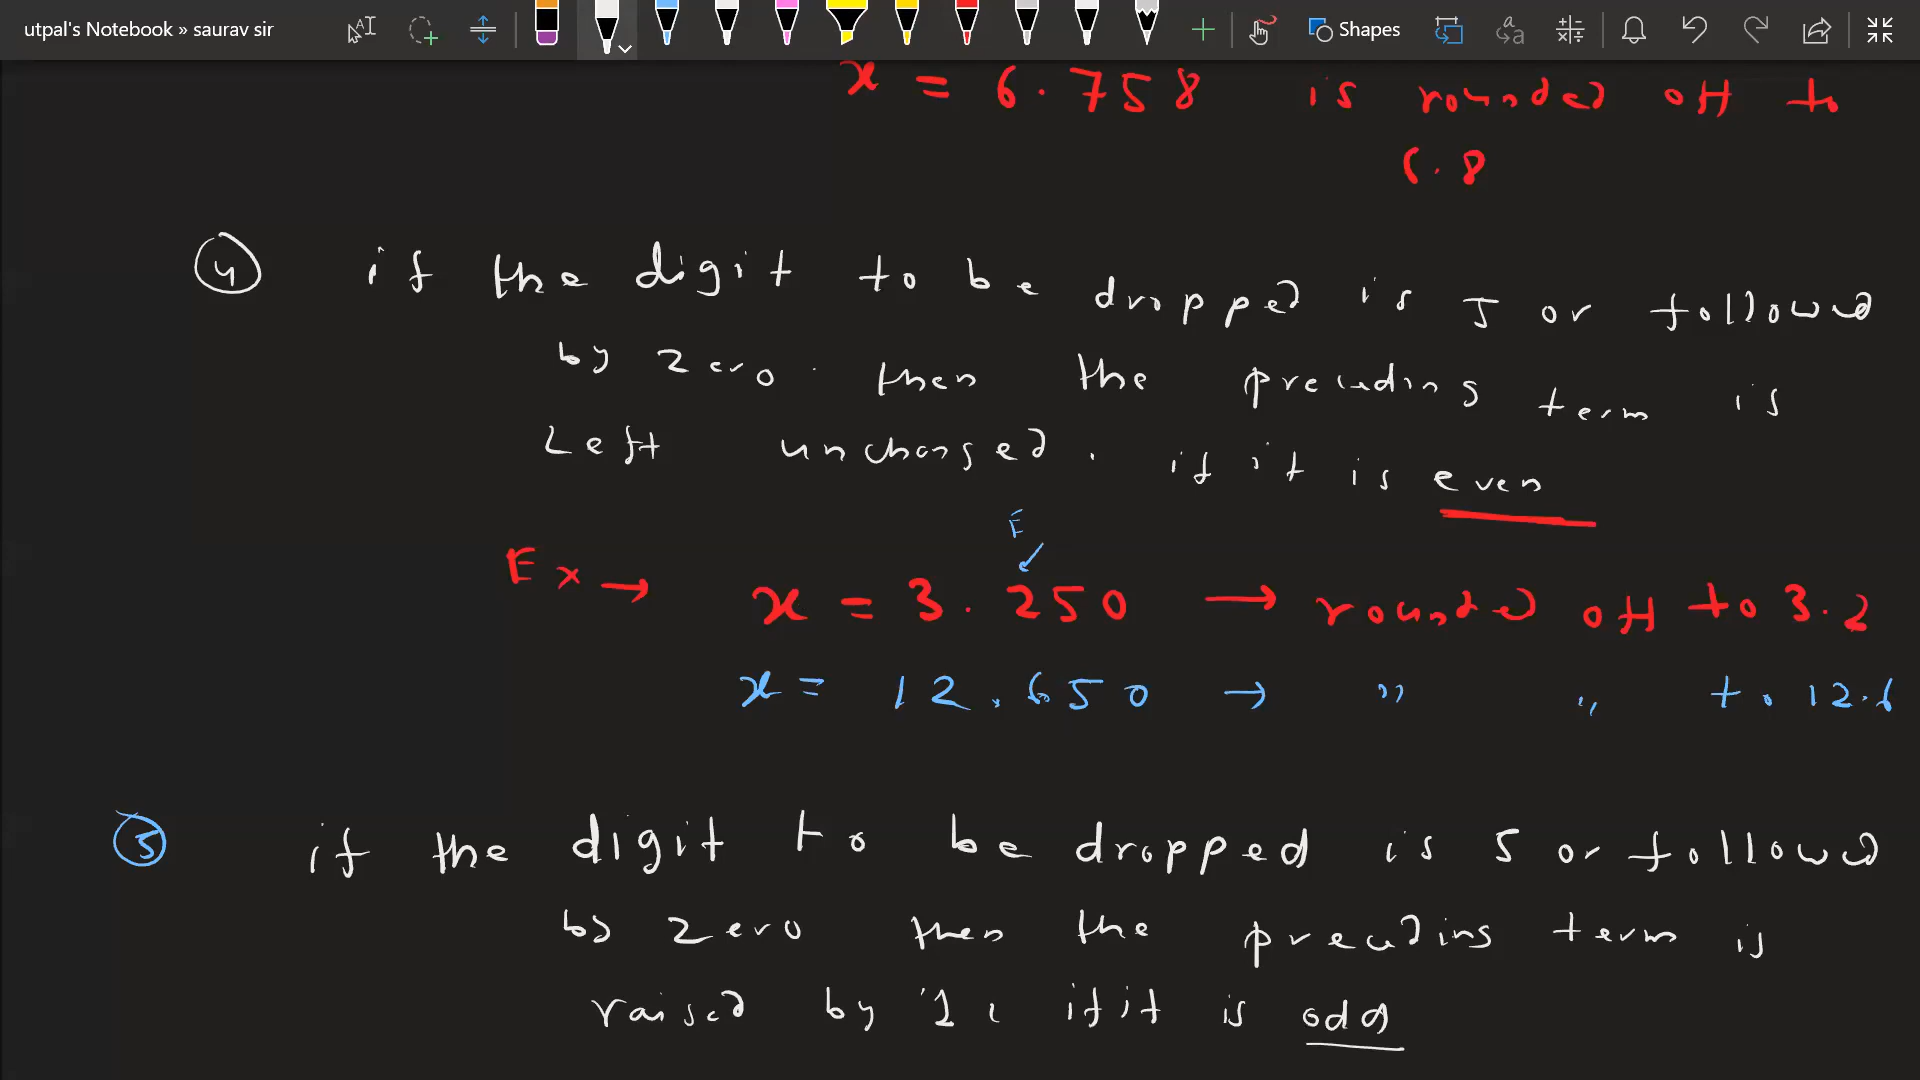 utpal's Notebook » saurav sir
Shapes
x = 6.758 is rounded off to
6.8
④ if the digit to be dropped is 5 or followed
by zero. then the preceding term is
Left unchanged. if it is even
E
Ex → x = 3.250 → rounded off to 3.2
x = 12.650 → " " to 12.6
⑤ if the digit to be dropped is 5 or followed
by zero then the preceding term is
raised by '1' if it is odd